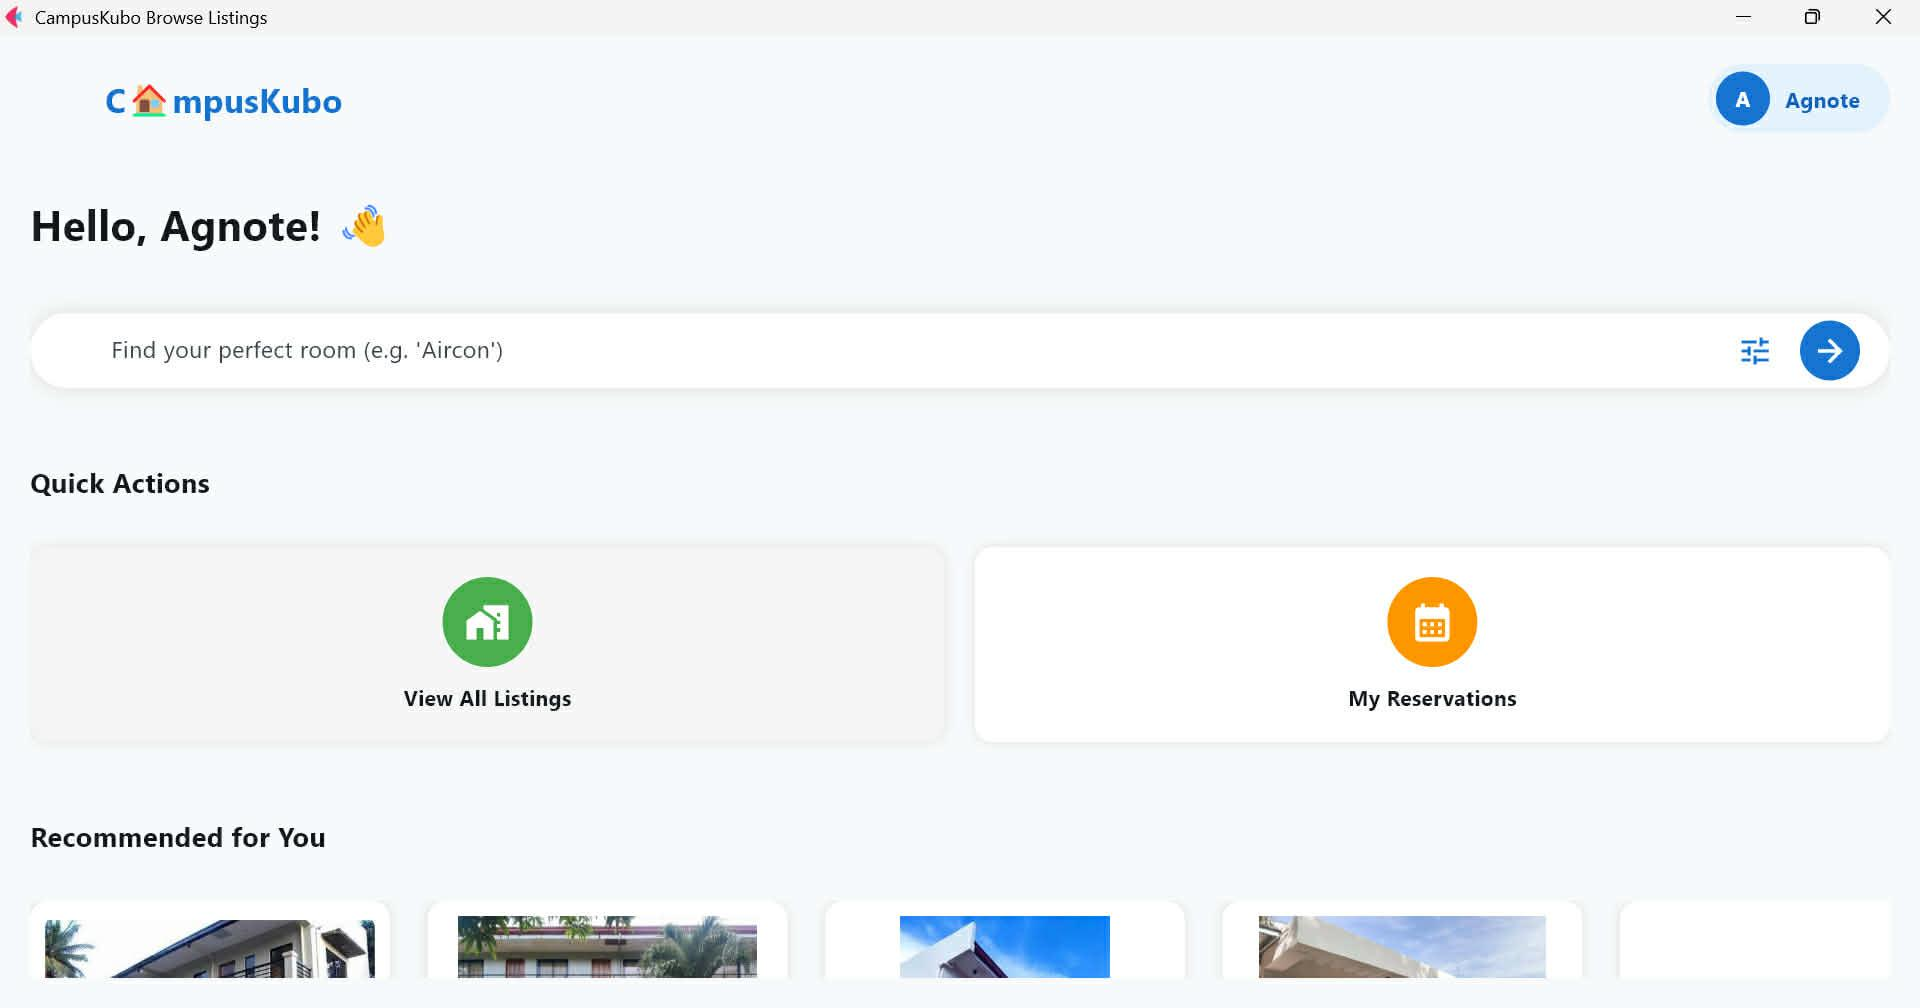 CampusKubo Browse Listings
C🏠mpusKubo
A Agnote
Hello, Agnote! 👋
Find your perfect room (e.g. 'Aircon')
Quick Actions
View All Listings
My Reservations
Recommended for You